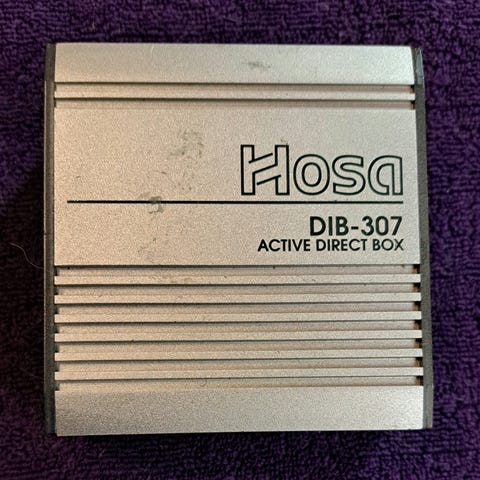 Hosa
DIB-307
ACTIVE DIRECT BOX